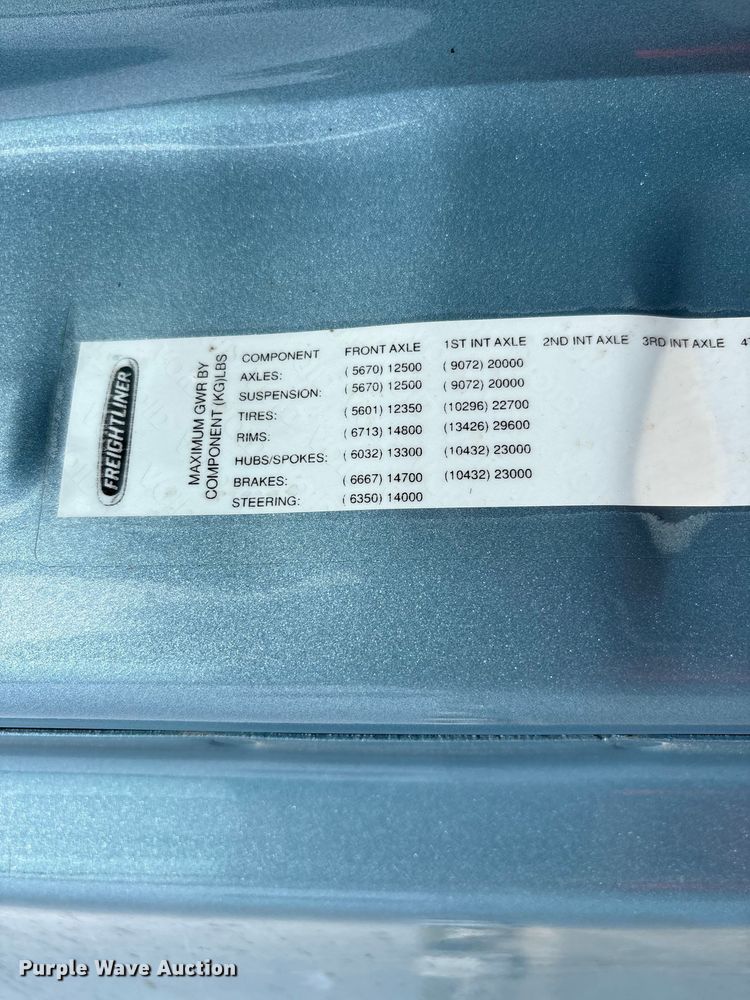 FREIGHTLINER
MAXIMUM GWR BY
COMPONENT (KG)LBS
COMPONENT FRONT AXLE 1ST INT AXLE 2ND INT AXLE 3RD INT AXLE
AXLES: ( 5670) 12500 ( 9072) 20000
SUSPENSION: ( 5670) 12500 ( 9072) 20000
TIRES: ( 5601) 12350 (10296) 22700
RIMS: ( 6713) 14800 (13426) 29600
HUBS/SPOKES: ( 6032) 13300 (10432) 23000
BRAKES: ( 6667) 14700 (10432) 23000
STEERING: ( 6350) 14000
Purple Wave Auction